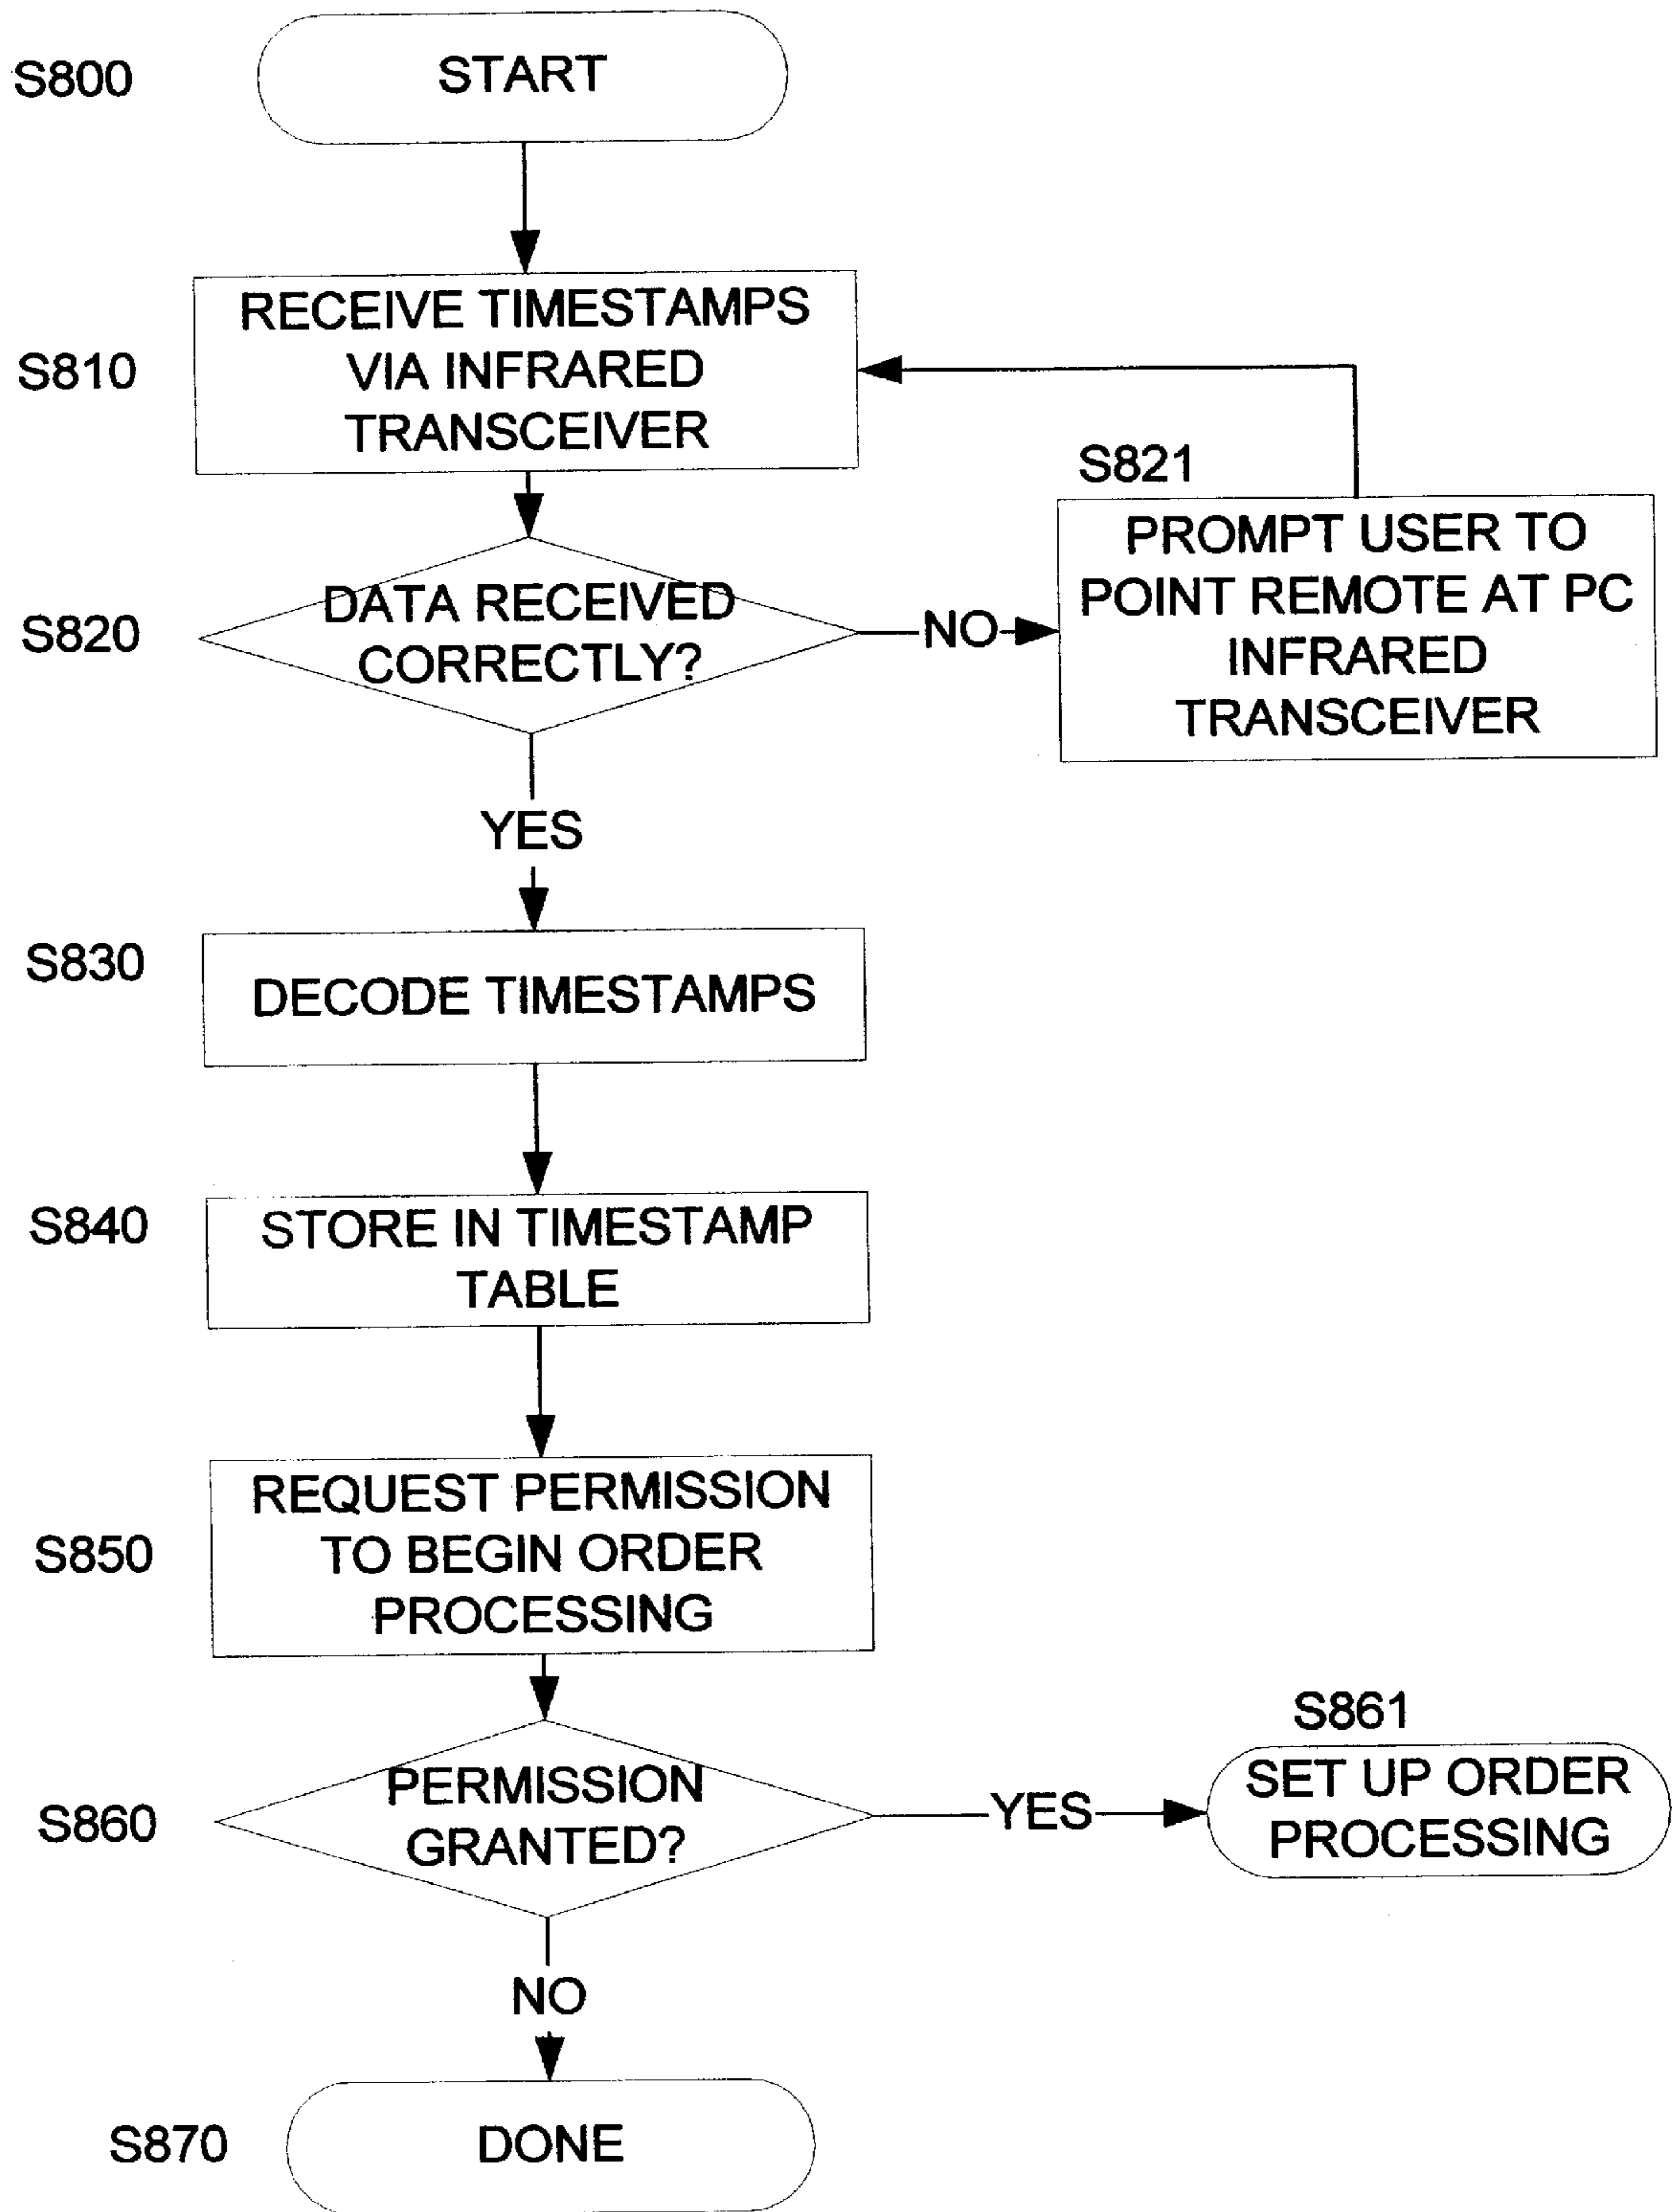 S800
START
S810
RECEIVE TIMESTAMPS
VIA INFRARED
TRANSCEIVER
S820
DATA RECEIVED
CORRECTLY?
NO
S821
PROMPT USER TO
POINT REMOTE AT PC
INFRARED
TRANSCEIVER
YES
S830
DECODE TIMESTAMPS
S840
STORE IN TIMESTAMP
TABLE
S850
REQUEST PERMISSION
TO BEGIN ORDER
PROCESSING
S860
PERMISSION
GRANTED?
YES
S861
SET UP ORDER
PROCESSING
NO
S870
DONE